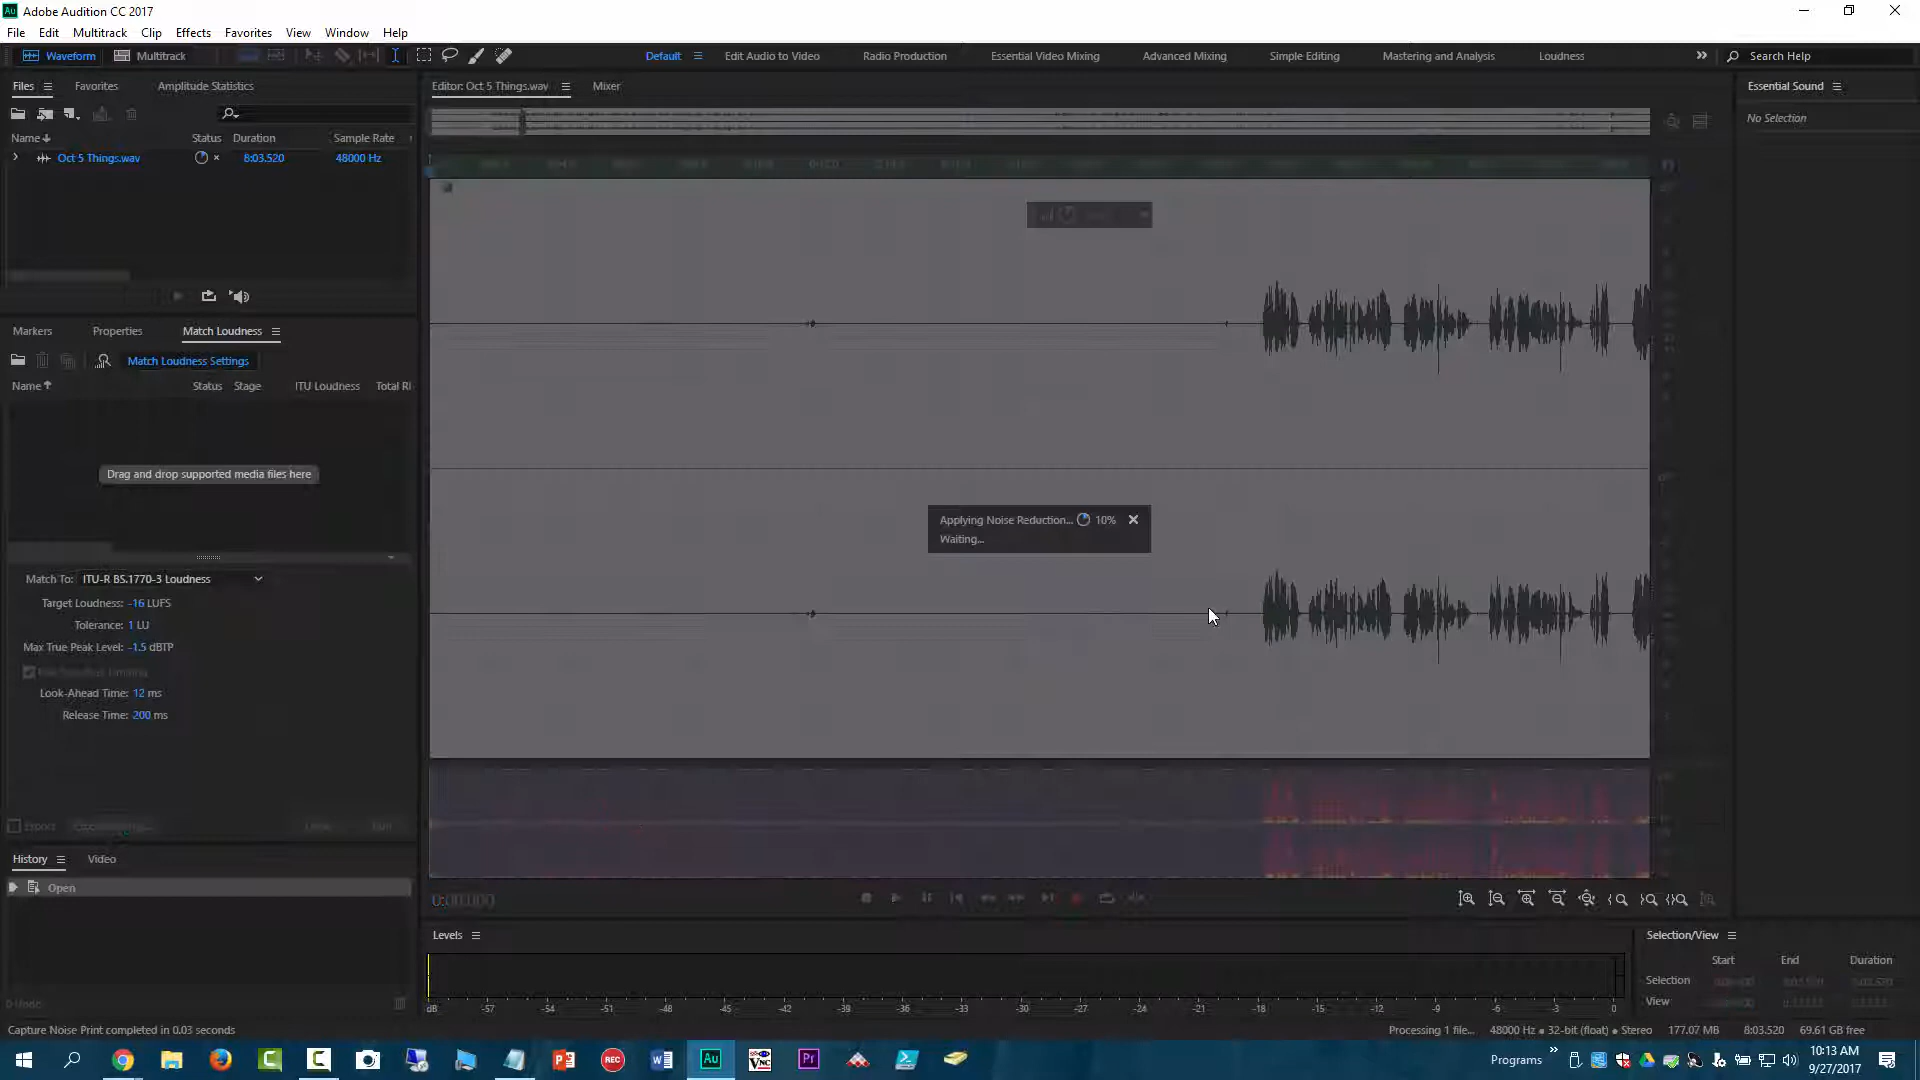 Adobe Audition CC 2017
File Edit Multitrack Clip Effects Favorites View Window Help
Waveform Multitrack Default Edit Audio to Video Radio Production Essential Video Mixing Advanced Mixing Simple Editing Mastering and Analysis Loudness Search Help
Files Favorites Amplitude Statistics
Editor: Oct 5 Things.wav Mixer
Essential Sound
No Selection
Name Status Duration Sample Rate
Oct 5 Things.wav 8:03.520 48000 Hz
Markers Properties Match Loudness
Match Loudness Settings
Name Status Stage ITU Loudness Total
Drag and drop supported media files here
Applying Noise Reduction... 10%
Waiting...
Match To: ITU-R BS.1770-3 Loudness
Target Loudness: -16 LUFS
Tolerance: 1 LU
Max True Peak Level: -1.5 dBTP
Look-Ahead Time: 12 ms
Release Time: 200 ms
Export
History Video
Open
0:00.000
Levels
dB -57 -54 -51 -48 -45 -42 -39 -36 -33 -30 -27 -24 -21 -18 -15 -12 -9 -6 -3 0
Selection/View
Start End Duration
Selection
View
0 Undo
Capture Noise Print completed in 0.03 seconds
Processing 1 file... 48000 Hz • 32-bit (float) • Stereo 177.07 MB 8:03.520 69.61 GB free
Programs
10:13 AM
9/27/2017